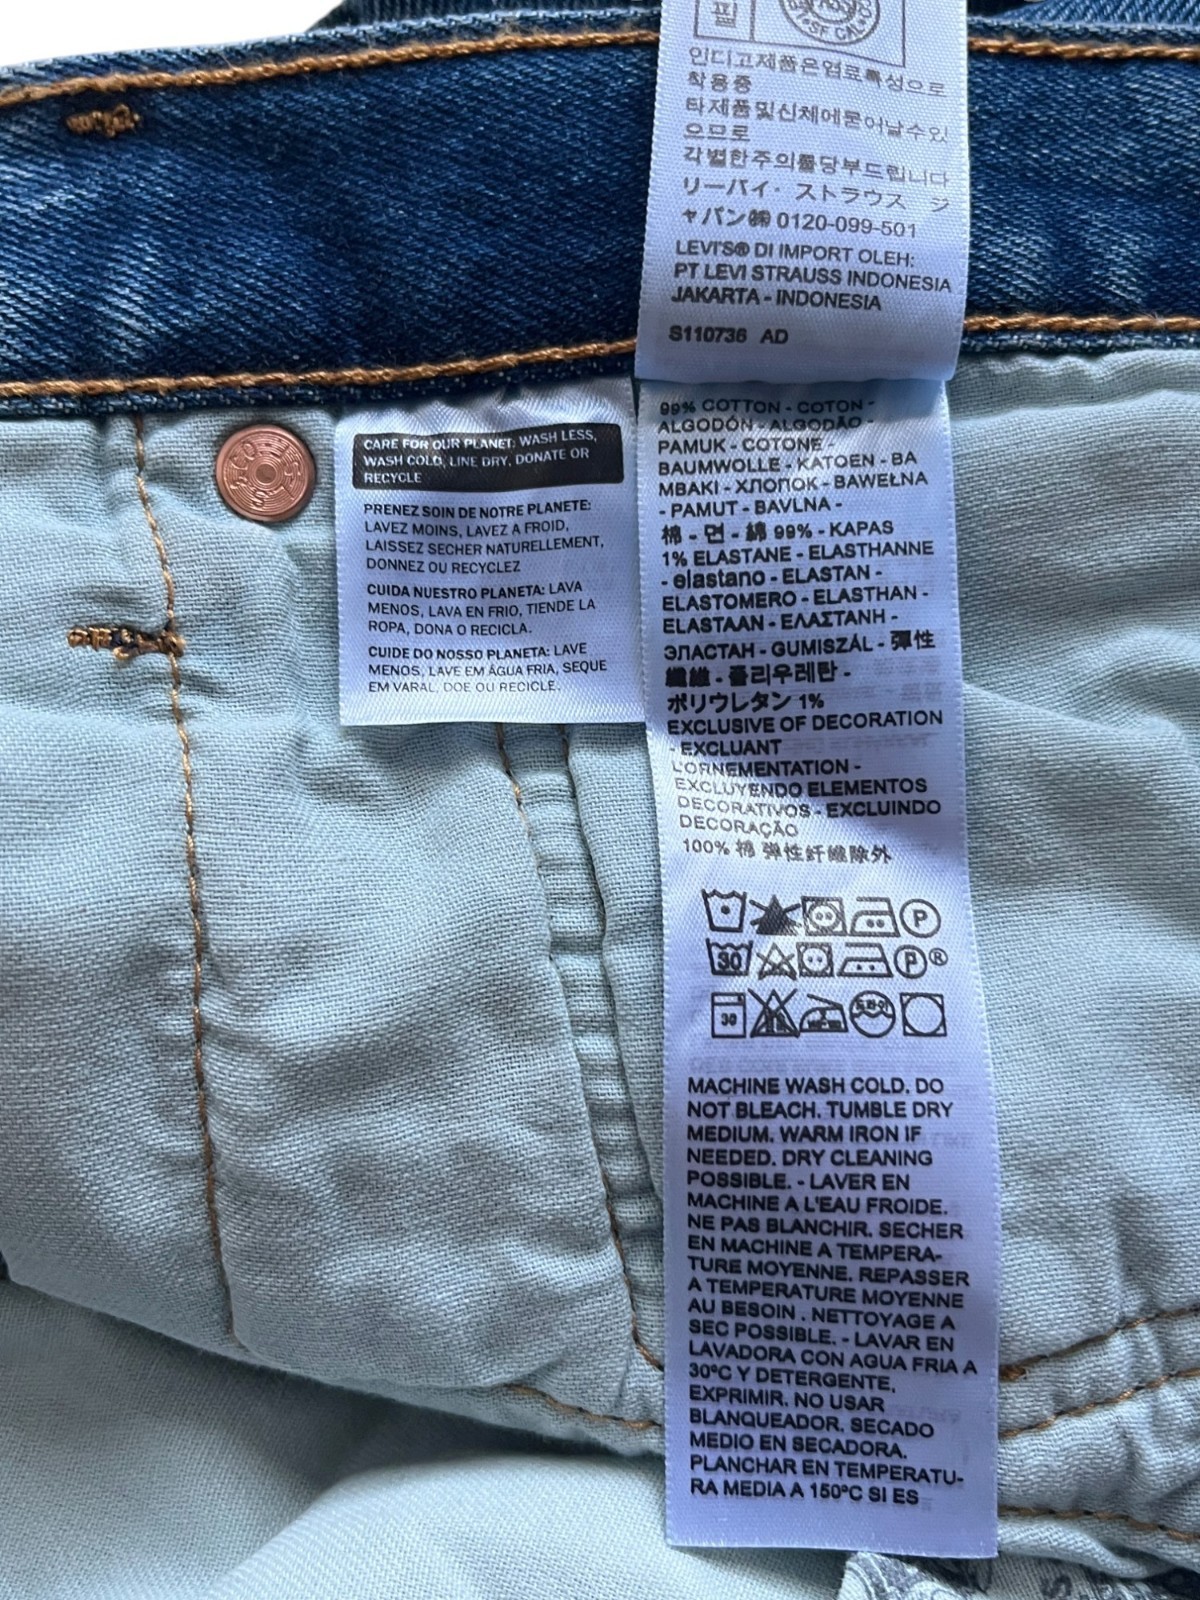 필
SF CAL
인디고제품은염료특성으로
착용중
타제품및신체에묻어날수있
으므로
각별한주의를당부드립니다
リーバイ・ストラウス ジ
ャパン㈱ 0120-099-501
LEVI'S® DI IMPORT OLEH:
PT LEVI STRAUSS INDONESIA
JAKARTA - INDONESIA
S110736 AD
CARE FOR OUR PLANET: WASH LESS,
WASH COLD, LINE DRY, DONATE OR
RECYCLE
PRENEZ SOIN DE NOTRE PLANETE:
LAVEZ MOINS, LAVEZ A FROID,
LAISSEZ SECHER NATURELLEMENT,
DONNEZ OU RECYCLEZ
CUIDA NUESTRO PLANETA: LAVA
MENOS, LAVA EN FRIO, TIENDE LA
ROPA, DONA O RECICLA.
CUIDE DO NOSSO PLANETA: LAVE
MENOS, LAVE EM ÁGUA FRIA, SEQUE
EM VARAL, DOE OU RECICLE.
99% COTTON - COTON -
ALGODÓN - ALGODÃO -
PAMUK - COTONE -
BAUMWOLLE - KATOEN - BA
MBAKI - ХЛОПОК - BAWEŁNA
- PAMUT - BAVLNA -
棉 - 면 - 綿 99% - KAPAS
1% ELASTANE - ELASTHANNE
- elastano - ELASTAN -
ELASTOMERO - ELASTHAN -
ELASTAAN - ΕΛΑΣΤΑΝΗ -
ЭЛАСТАН - GUMISZÁL - 彈性
纖維 - 폴리우레탄 -
ポリウレタン 1%
EXCLUSIVE OF DECORATION
- EXCLUANT
L'ORNEMENTATION -
EXCLUYENDO ELEMENTOS
DECORATIVOS - EXCLUINDO
DECORAÇÃO
100% 棉 弹性纤维除外
P
30 P ®
30 드라이
MACHINE WASH COLD. DO
NOT BLEACH. TUMBLE DRY
MEDIUM. WARM IRON IF
NEEDED. DRY CLEANING
POSSIBLE. - LAVER EN
MACHINE A L'EAU FROIDE.
NE PAS BLANCHIR. SECHER
EN MACHINE A TEMPERA-
TURE MOYENNE. REPASSER
A TEMPERATURE MOYENNE
AU BESOIN . NETTOYAGE A
SEC POSSIBLE. - LAVAR EN
LAVADORA CON AGUA FRIA A
30ºC Y DETERGENTE,
EXPRIMIR. NO USAR
BLANQUEADOR, SECADO
MEDIO EN SECADORA.
PLANCHAR EN TEMPERATU-
RA MEDIA A 150ºC SI ES